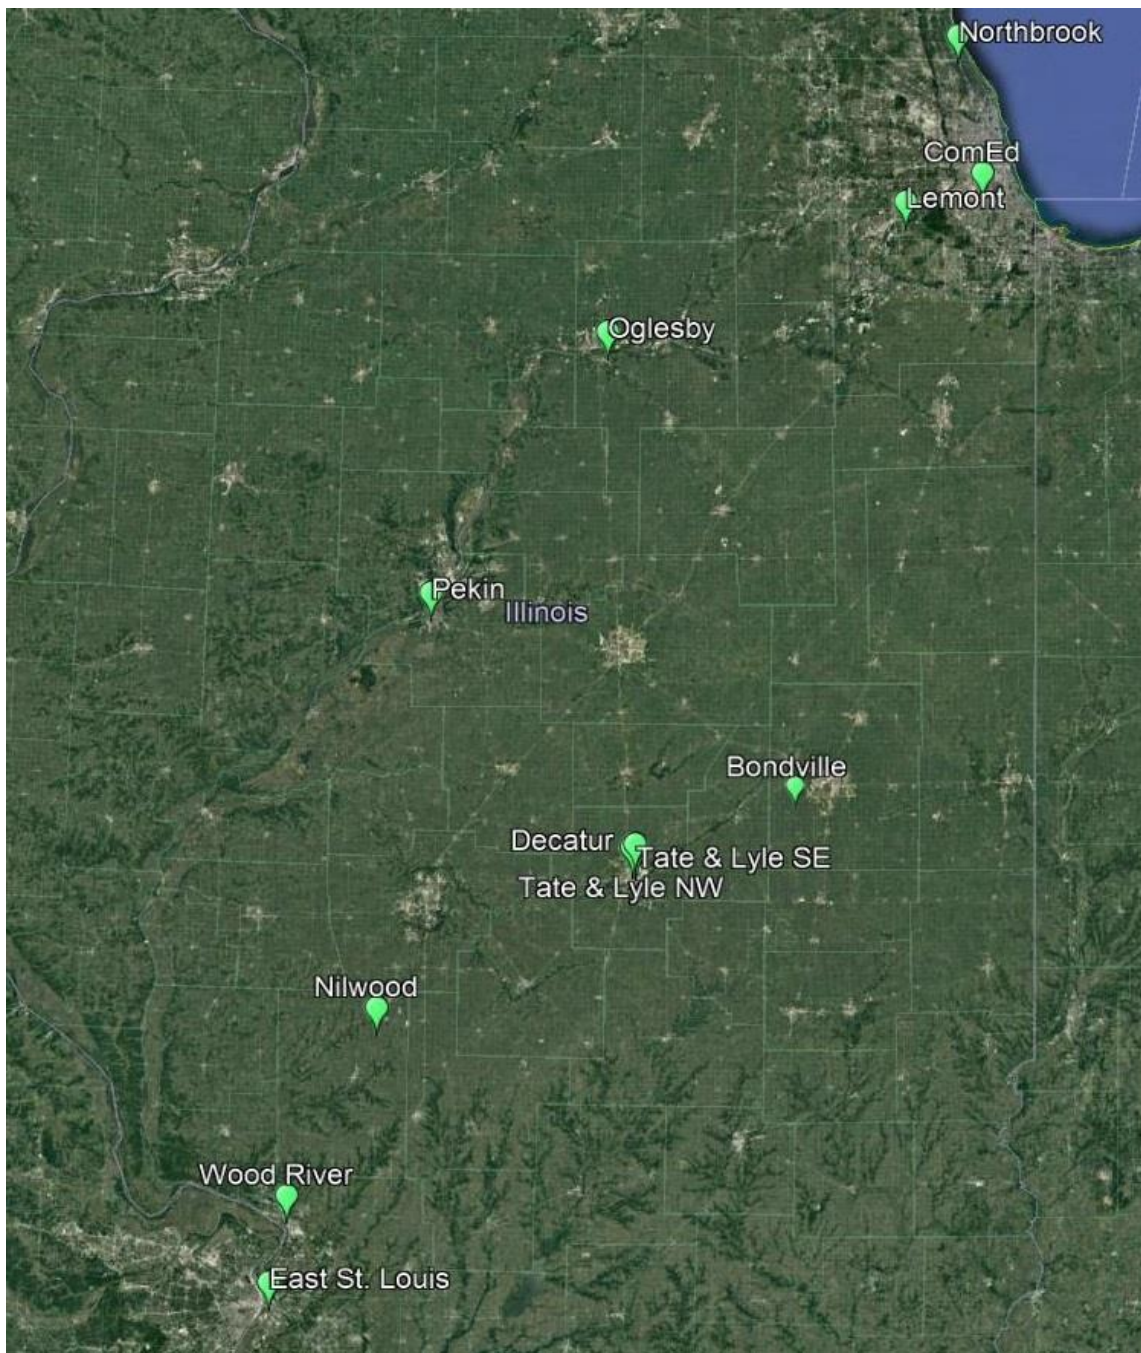 Northbrook
ComEd
Lemont
Oglesby
Pekin
Illinois
Bondville
Decatur
Tate & Lyle SE
Tate & Lyle NW
Nilwood
Wood River
East St. Louis